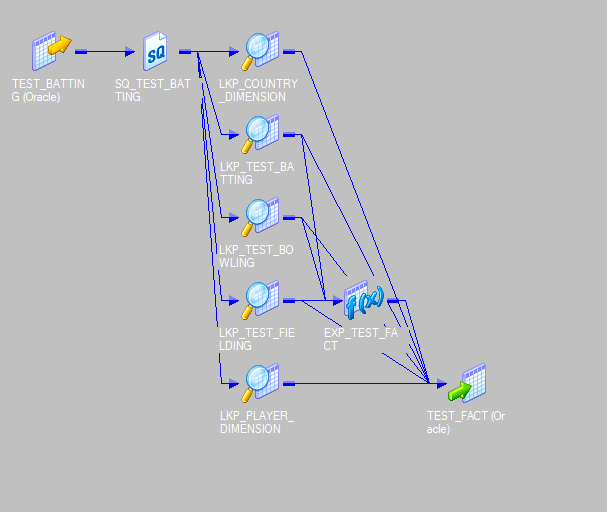 TEST_BATTIN
G (Oracle)
SQ
SQ_TEST_BAT
TING
LKP_COUNTRY
_DIMENSION
LKP_TEST_BA
TTING
LKP_TEST_BO
WLING
LKP_TEST_FIE
LDING
f(x)
EXP_TEST_FA
CT
LKP_PLAYER_
DIMENSION
TEST_FACT (Or
acle)